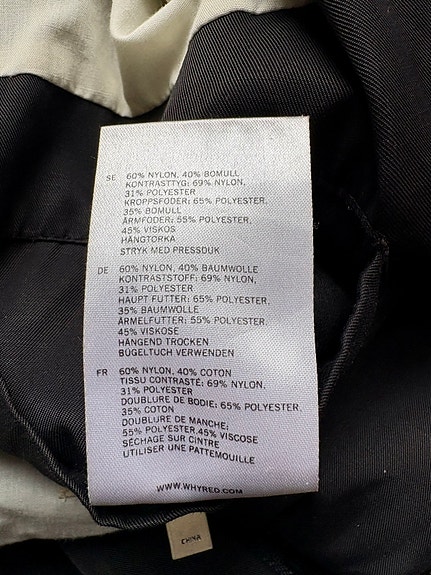 SE 60% NYLON, 40% BOMULL
KONTRASTTYG: 69% NYLON,
31% POLYESTER
KROPPSFODER: 65% POLYESTER,
35% BOMULL
ÄRMFODER: 55% POLYESTER,
45% VISKOS
HÄNGTORKA
STRYK MED PRESSDUK
DE 60% NYLON, 40% BAUMWOLLE
KONTRASTSTOFF: 69% NYLON,
31% POLYESTER
HAUPT FUTTER: 65% POLYESTER,
35% BAUMWOLLE
ÄRMELFUTTER: 55% POLYESTER,
45% VISKOSE
HÄNGEND TROCKEN
BÜGELTUCH VERWENDEN
FR 60% NYLON, 40% COTON
TISSU CONTRASTÉ: 69% NYLON,
31% POLYESTER
DOUBLURE DE BODIE: 65% POLYESTER,
35% COTON
DOUBLURE DE MANCHE;
55% POLYESTER.45% VISCOSE
SÉCHAGE SUR CINTRE
UTILISER UNE PATTEMOUILLE
WWW.WHYRED.COM
CHINA